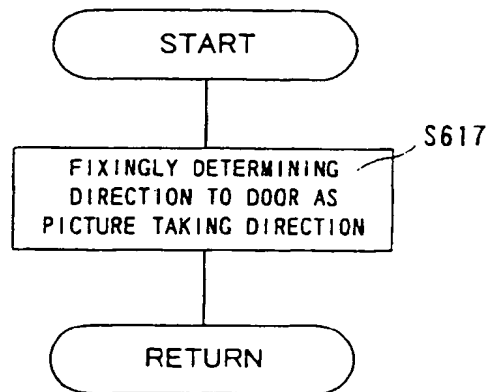 START
S617
FIXINGLY DETERMINING
DIRECTION TO DOOR AS
PICTURE TAKING DIRECTION
RETURN